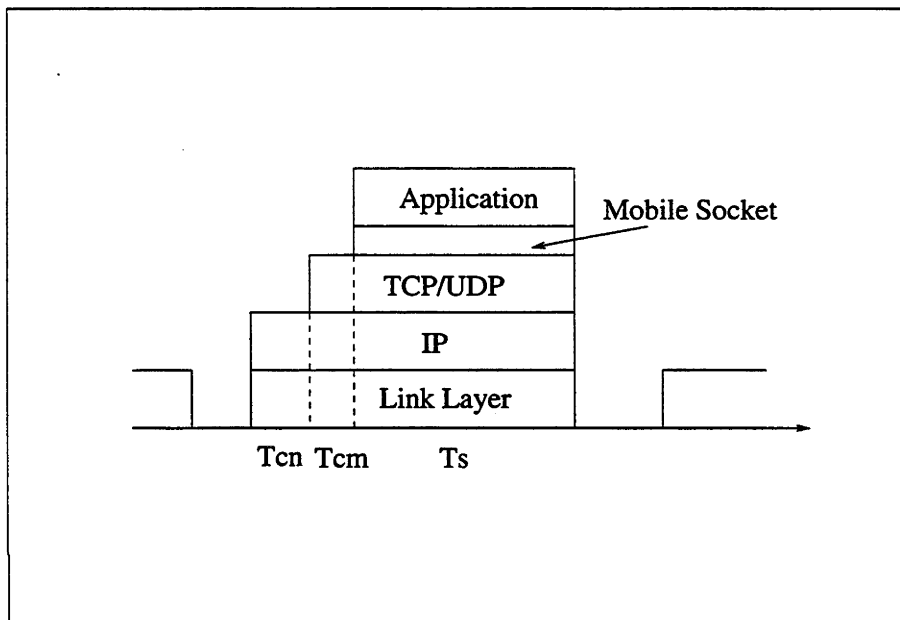 Application
Mobile Socket
TCP/UDP
IP
Link Layer
Tcn Tcm Ts